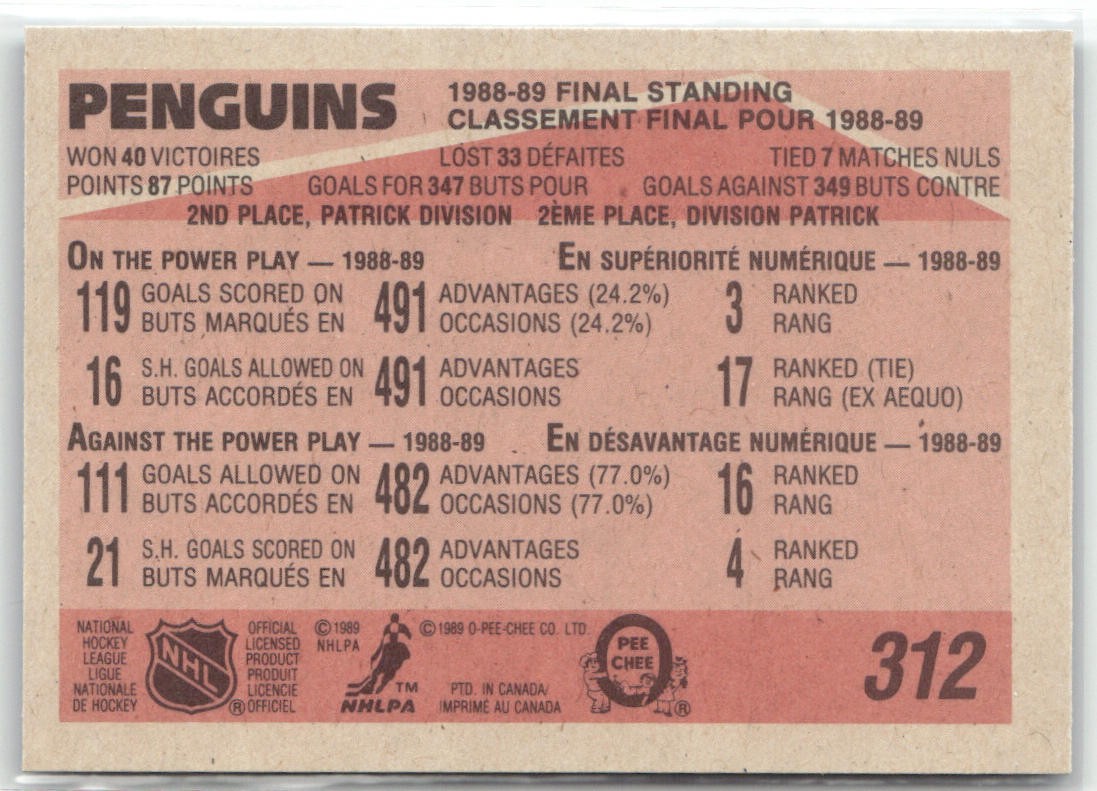 PENGUINS
1988-89 FINAL STANDING
CLASSEMENT FINAL POUR 1988-89
WON 40 VICTOIRES LOST 33 DÉFAITES TIED 7 MATCHES NULS
POINTS 87 POINTS GOALS FOR 347 BUTS POUR GOALS AGAINST 349 BUTS CONTRE
2ND PLACE, PATRICK DIVISION 2ÈME PLACE, DIVISION PATRICK
ON THE POWER PLAY — 1988-89 EN SUPÉRIORITÉ NUMÉRIQUE — 1988-89
119 GOALS SCORED ON 491 ADVANTAGES (24.2%) 3 RANKED
BUTS MARQUÉS EN OCCASIONS (24.2%) RANG
16 S.H. GOALS ALLOWED ON 491 ADVANTAGES 17 RANKED (TIE)
BUTS ACCORDÉS EN OCCASIONS RANG (EX AEQUO)
AGAINST THE POWER PLAY — 1988-89 EN DÉSAVANTAGE NUMÉRIQUE — 1988-89
111 GOALS ALLOWED ON 482 ADVANTAGES (77.0%) 16 RANKED
BUTS ACCORDÉS EN OCCASIONS (77.0%) RANG
21 S.H. GOALS SCORED ON 482 ADVANTAGES 4 RANKED
BUTS MARQUÉS EN OCCASIONS RANG
NATIONAL
HOCKEY
LEAGUE
LIGUE
NATIONALE
DE HOCKEY
NHL
®
OFFICIAL
LICENSED
PRODUCT
PRODUIT
LICENCIE
OFFICIEL
© 1989
NHLPA
TM
NHLPA
© 1989 O-PEE-CHEE CO. LTD.
PTD. IN CANADA/
IMPRIMÉ AU CANADA
PEE
CHEE
®
312